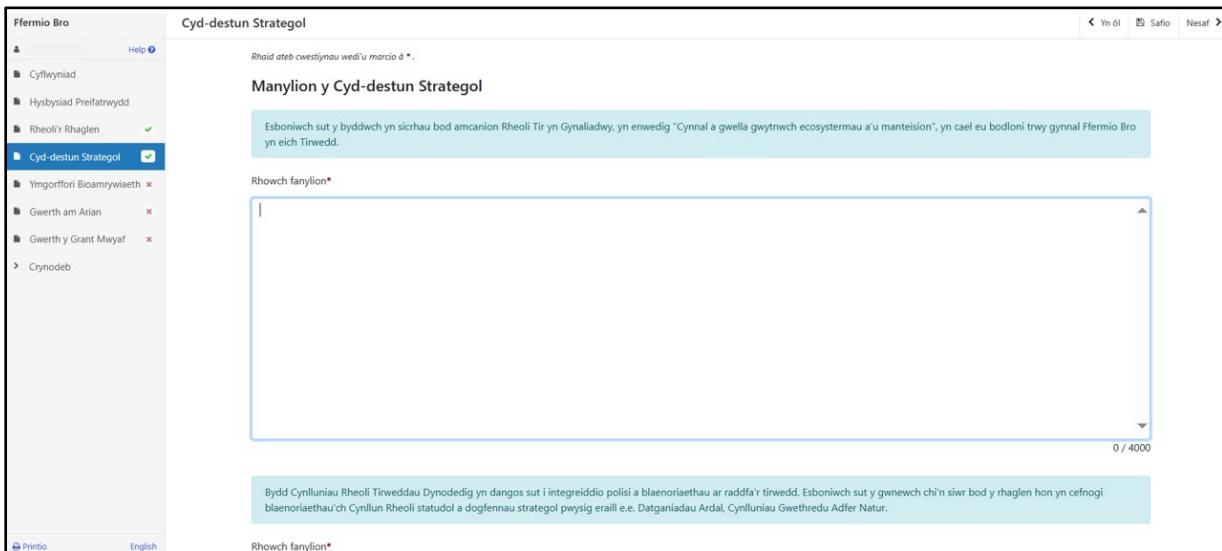 Ffermio Bro
Cyd-destun Strategol
Yn ôl
Safio
Nesaf
Help
Cyflwyniad
Hysbysiad Preifatrwydd
Rheoli'r Rhaglen
Cyd-destun Strategol
Ymgorffori Bioamrywiaeth
Gwerth am Arian
Gwerth y Grant Mwyaf
Crynodeb
Printio
English
Rhaid ateb cwestiynau wedi'u marcio â *.
Manylion y Cyd-destun Strategol
Esboniwch sut y byddwch yn sicrhau bod amcanion Rheoli Tir yn Gynaliadwy, yn enwedig "Cynnal a gwella gwytnwch ecosystermau a'u manteision", yn cael eu bodloni trwy gynnal Ffermio Bro
yn eich Tirwedd.
Rhowch fanylion*
0 / 4000
Bydd Cynlluniau Rheoli Tirweddau Dynodedig yn dangos sut i integreiddio polisi a blaenoriaethau ar raddfa'r tirwedd. Esboniwch sut y gwnewch chi'n siwr bod y rhaglen hon yn cefnogi
blaenoriaethau'ch Cynllun Rheoli statudol a dogfennau strategol pwysig eraill e.e. Datganiadau Ardal, Cynlluniau Gwethredu Adfer Natur.
Rhowch fanylion*